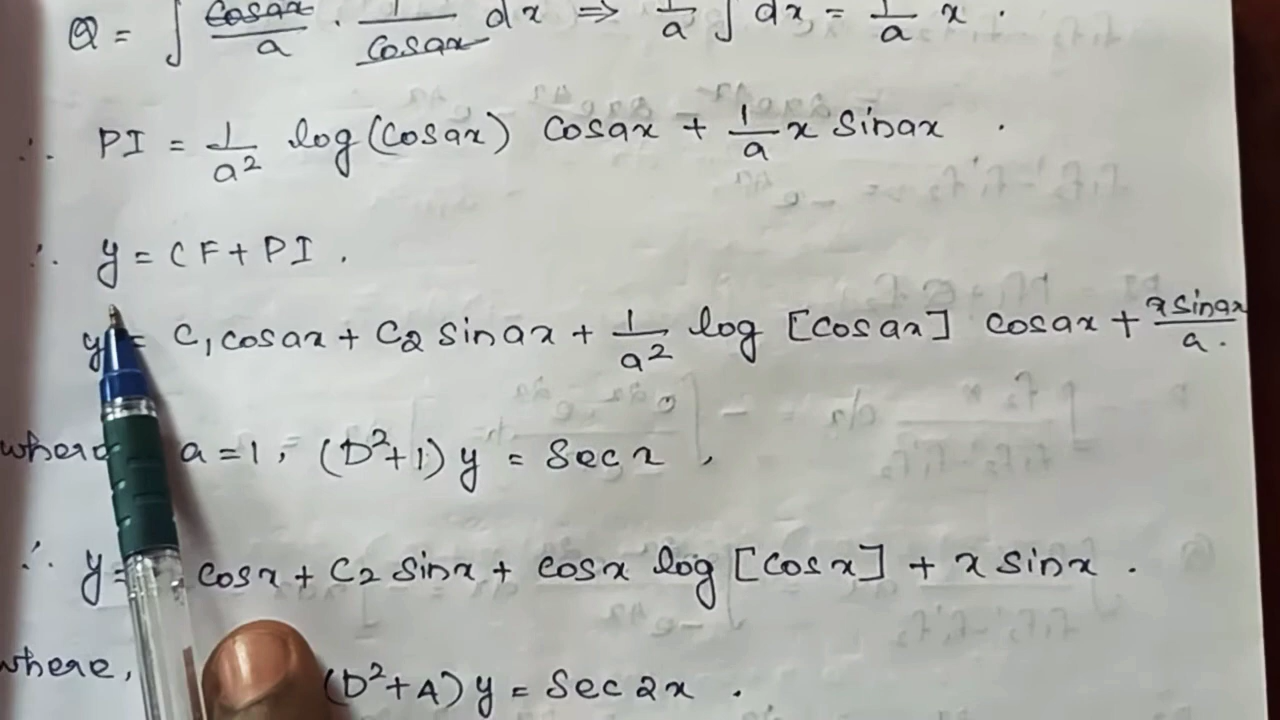 Q = ∫ cosax/a · 1/cosax dx ⇒ 1/a ∫ dx = 1/a x .
∴ PI = 1/a² log(cosax) cosax + 1/a x sinax .
∴ y = CF + PI .
y = C₁cosax + C₂ sinax + 1/a² log [cosax] cosax + x sinax/a .
where a = 1, (D²+1) y = Sec x ,
∴ y = cosx + C₂ sinx + cosx log [cosx] + x sinx .
where, (D²+4) y = Sec 2x .